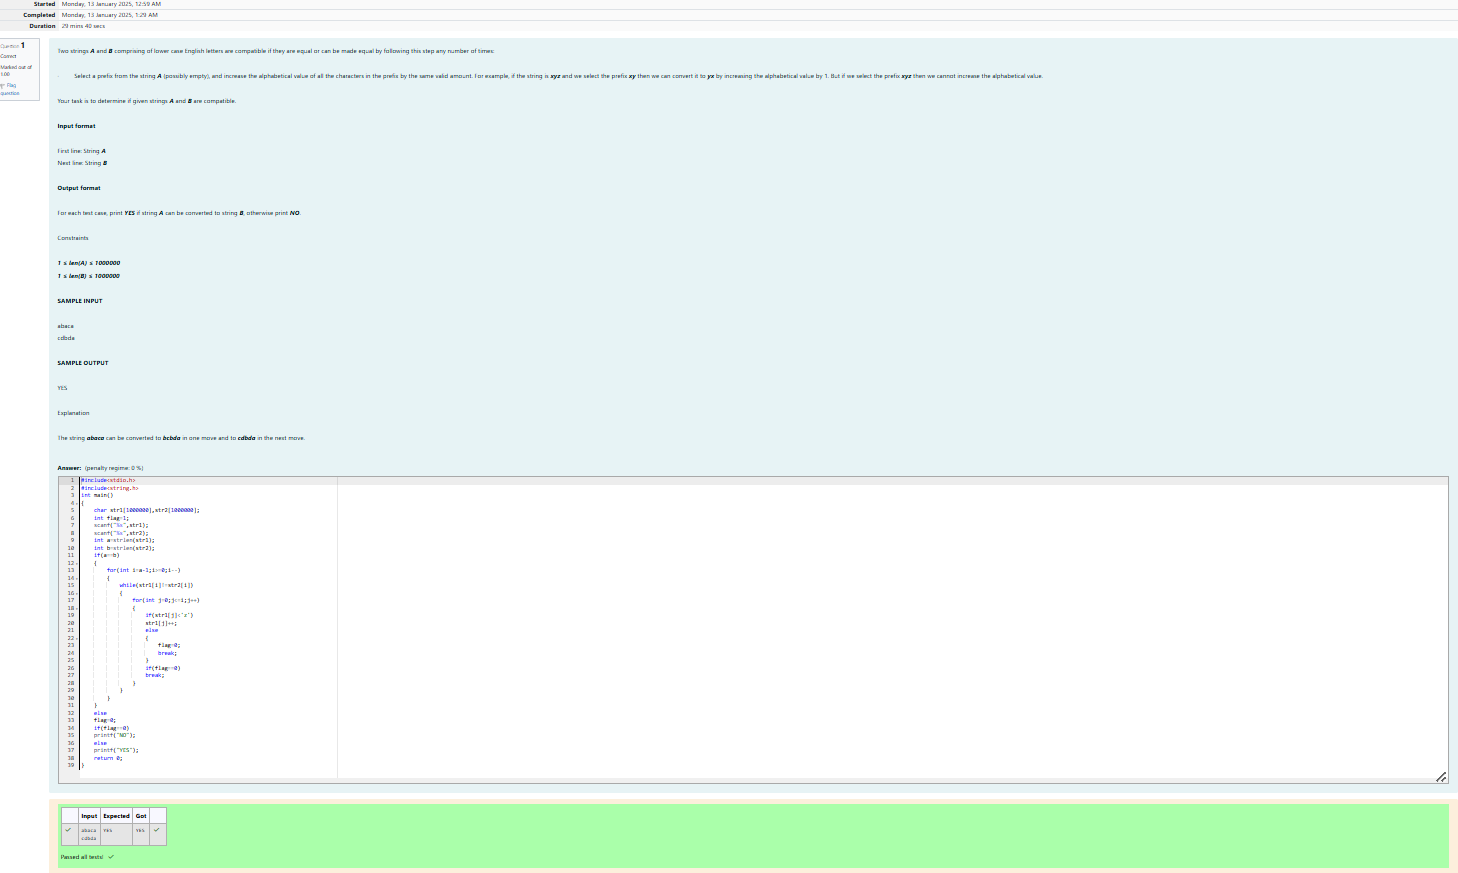 Started Monday, 13 January 2025, 12:59 AM
Completed Monday, 13 January 2025, 1:29 AM
Duration 29 mins 40 secs
Question 1
Correct
Marked out of
1.00
Flag
question
Two strings A and B comprising of lower case English letters are compatible if they are equal or can be made equal by following this step any number of times:
Select a prefix from the string A (possibly empty), and increase the alphabetical value of all the characters in the prefix by the same valid amount. For example, if the string is xyz and we select the prefix xy then we can convert it to yx by increasing the alphabetical value by 1. But if we select the prefix xyz then we cannot increase the alphabetical value.
Your task is to determine if given strings A and B are compatible.
Input format
First line: String A
Next line: String B
Output format
For each test case, print YES if string A can be converted to string B, otherwise print NO.
Constraints
1 ≤ len(A) ≤ 1000000
1 ≤ len(B) ≤ 1000000
SAMPLE INPUT
abaca
cdbda
SAMPLE OUTPUT
YES
Explanation
The string abaca can be converted to bcbda in one move and to cdbda in the next move.
Answer: (penalty regime: 0 %)
1 #include<stdio.h>
2 #include<string.h>
3 int main()
4 {
5 char str1[1000000],str2[1000000];
6 int flag=1;
7 scanf("%s",str1);
8 scanf("%s",str2);
9 int a=strlen(str1);
10 int b=strlen(str2);
11 if(a==b)
12 {
13 for(int i=a-1;i>=0;i--)
14 {
15 while(str1[i]!=str2[i])
16 {
17 for(int j=0;j<=i;j++)
18 {
19 if(str1[j]<'z')
20 str1[j]++;
21 else
22 {
23 flag=0;
24 break;
25 }
26 if(flag==0)
27 break;
28 }
29 }
30 }
31 }
32 else
33 flag=0;
34 if(flag==0)
35 printf("NO");
36 else
37 printf("YES");
38 return 0;
39 }
Input Expected Got
abaca YES YES
cdbda
Passed all tests!